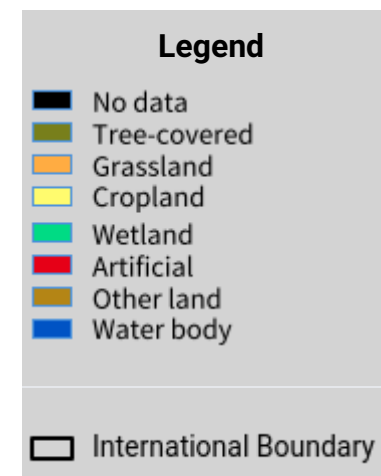 Legend
No data
Tree-covered
Grassland
Cropland
Wetland
Artificial
Other land
Water body
International Boundary